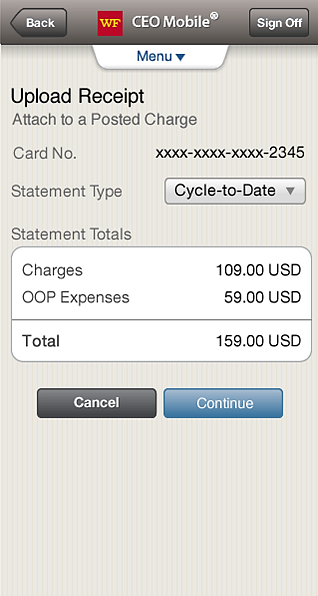 Back WF CEO Mobile® Sign Off
Menu ▼
Upload Receipt
Attach to a Posted Charge
Card No. xxxx-xxxx-xxxx-2345
Statement Type Cycle-to-Date ▼
Statement Totals
Charges 109.00 USD
OOP Expenses 59.00 USD
Total 159.00 USD
Cancel Continue